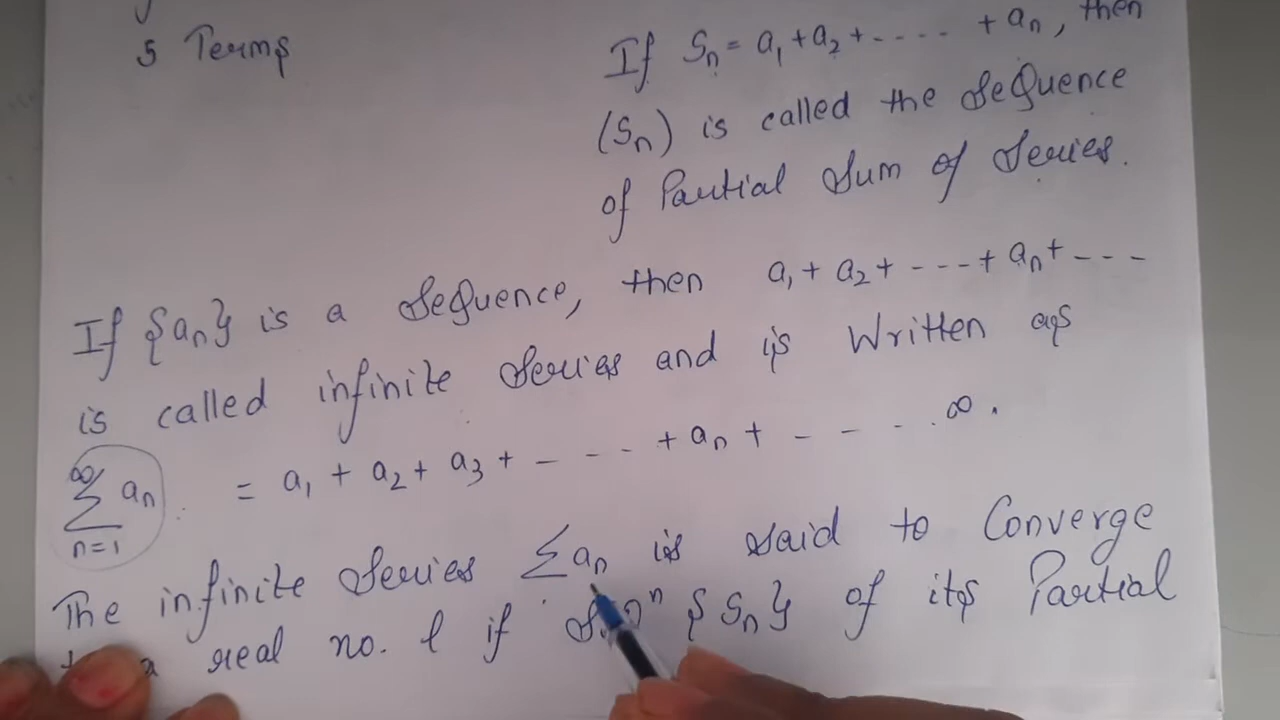 5 Terms
If Sn = a1 + a2 + ..... + an, then
(Sn) is called the Sequence
of Partial Sum of Series.
If {an} is a Sequence, then a1 + a2 + ---- + an + ---
is called infinite Series and is Written as
∞
∑ an = a1 + a2 + a3 + - - - . + an + - - - . . ∞.
n=1
The infinite Series ∑an is said to Converge
a real no. l if {Sn} of its Partial